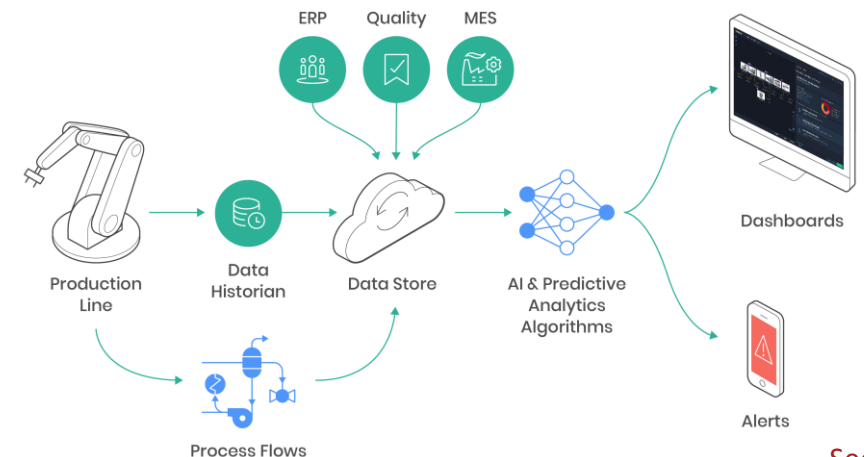 ERP
Quality
MES
Production
Line
Data
Historian
Data Store
AI & Predictive
Analytics
Algorithms
Dashboards
Process Flows
Alerts